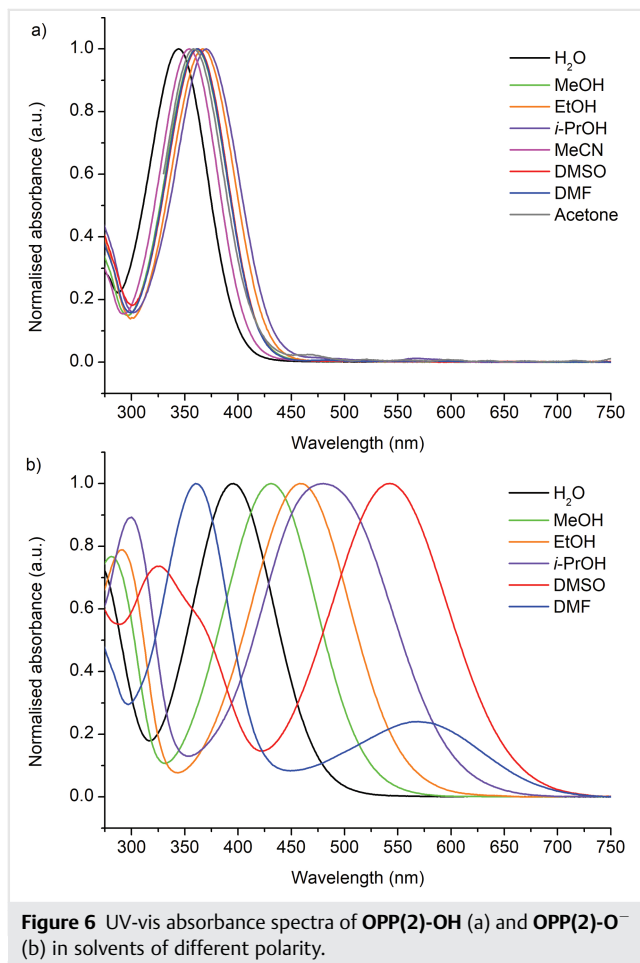 a)
1.0
0.8
0.6
0.4
0.2
0.0
Normalised absorbance (a.u.)
H₂O
MeOH
EtOH
i-PrOH
MeCN
DMSO
DMF
Acetone
300 350 400 450 500 550 600 650 700 750
Wavelength (nm)
b)
1.0
0.8
0.6
0.4
0.2
0.0
Normalised absorbance (a.u.)
H₂O
MeOH
EtOH
i-PrOH
DMSO
DMF
300 350 400 450 500 550 600 650 700 750
Wavelength (nm)
Figure 6 UV-vis absorbance spectra of OPP(2)-OH (a) and OPP(2)-O⁻
(b) in solvents of different polarity.